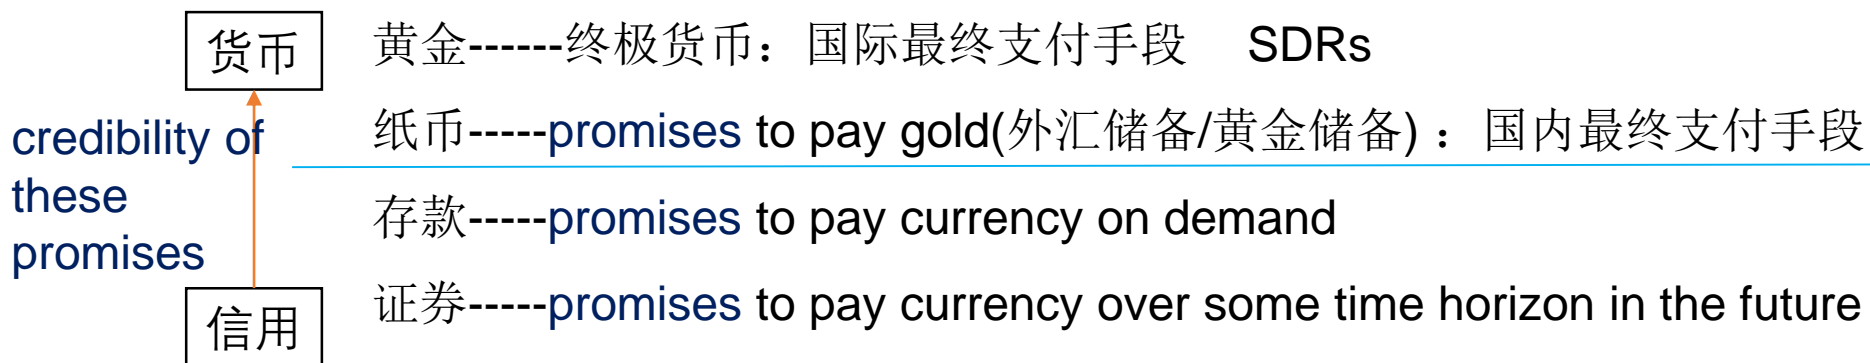 货币
黄金------终极货币：国际最终支付手段 SDRs
纸币-----promises to pay gold(外汇储备/黄金储备)：国内最终支付手段
credibility of
these
promises
存款-----promises to pay currency on demand
证券-----promises to pay currency over some time horizon in the future
信用